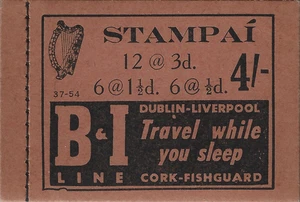 STAMPAÍ
12 @ 3d.
6 @ 1½d. 6 @ ½d. 4/-
37-54
B & I LINE
DUBLIN-LIVERPOOL
Travel while
you sleep
CORK-FISHGUARD